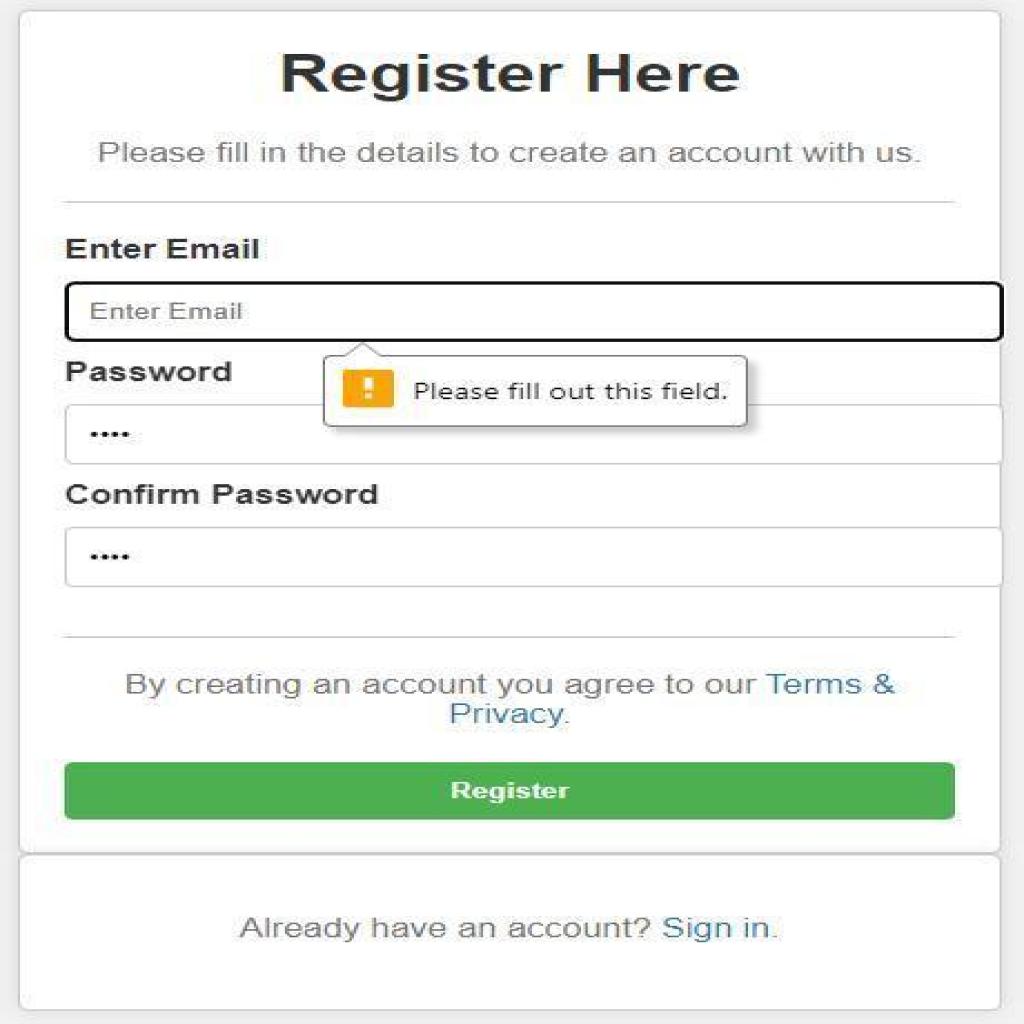 Register Here
Please fill in the details to create an account with us.
Enter Email
Enter Email
Password
Please fill out this field.
••••
Confirm Password
••••
By creating an account you agree to our Terms &
Privacy.
Register
Already have an account? Sign in.